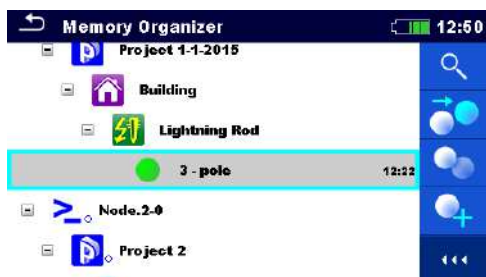 Memory Organizer 12:50
Project 1-1-2015
Building
Lightning Rod
3 - pole 12:22
Node.2-0
Project 2